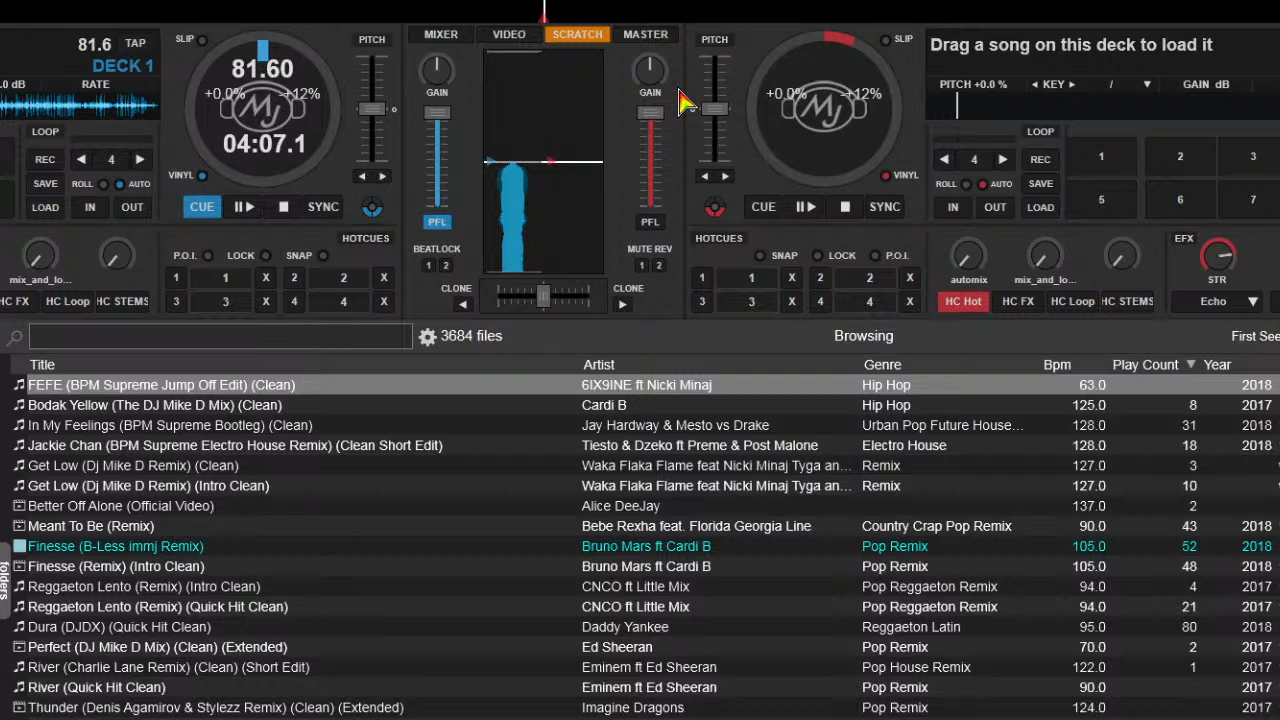 81.6 TAP
DECK 1
.0 dB RATE
LOOP
REC 4
SAVE ROLL AUTO
LOAD IN OUT
mix_and_lo...
HC FX HC Loop HC STEMS
SLIP
81.60
+0.0% +12%
MJ
04:07.1
VINYL
CUE SYNC
PITCH
0
HOTCUES
P.O.I. LOCK SNAP
1 1 X 2 2 X
3 3 X 4 4 X
MIXER VIDEO SCRATCH MASTER
GAIN GAIN
PFL PFL
BEATLOCK MUTE REV
1 2 1 2
CLONE CLONE
PITCH
SLIP
+0.0% +12%
MJ
VINYL
CUE SYNC
HOTCUES
SNAP LOCK P.O.I.
1 1 X 2 2 X
3 3 X 4 4 X
Drag a song on this deck to load it
PITCH +0.0 % KEY / GAIN dB
LOOP
4 REC 1 2 3
ROLL AUTO SAVE
IN OUT LOAD 5 6 7
automix mix_and_lo...
HC Hot HC FX HC Loop HC STEMS
EFX
STR
Echo
3684 files Browsing First See
Title Artist Genre Bpm Play Count Year
FEFE (BPM Supreme Jump Off Edit) (Clean) 6IX9INE ft Nicki Minaj Hip Hop 63.0 2018
Bodak Yellow (The DJ Mike D Mix) (Clean) Cardi B Hip Hop 125.0 8 2017
In My Feelings (BPM Supreme Bootleg) (Clean) Jay Hardway & Mesto vs Drake Urban Pop Future House... 128.0 31 2018
Jackie Chan (BPM Supreme Electro House Remix) (Clean Short Edit) Tiesto & Dzeko ft Preme & Post Malone Electro House 128.0 18 2018
Get Low (Dj Mike D Remix) (Clean) Waka Flaka Flame feat Nicki Minaj Tyga an... Remix 127.0 3
Get Low (Dj Mike D Remix) (Intro Clean) Waka Flaka Flame feat Nicki Minaj Tyga an... Remix 127.0 10
Better Off Alone (Official Video) Alice DeeJay 137.0 2
Meant To Be (Remix) Bebe Rexha feat. Florida Georgia Line Country Crap Pop Remix 90.0 43 2018
Finesse (B-Less immj Remix) Bruno Mars ft Cardi B Pop Remix 105.0 52 2018
Finesse (Remix) (Intro Clean) Bruno Mars ft Cardi B Pop Remix 105.0 48 2018
Reggaeton Lento (Remix) (Intro Clean) CNCO ft Little Mix Pop Reggaeton Remix 94.0 4 2017
Reggaeton Lento (Remix) (Quick Hit Clean) CNCO ft Little Mix Pop Reggaeton Remix 94.0 21 2017
Dura (DJDX) (Quick Hit Clean) Daddy Yankee Reggaeton Latin 95.0 80 2018
Perfect (DJ Mike D Mix) (Clean) (Extended) Ed Sheeran Pop Remix 70.0 2 2017
River (Charlie Lane Remix) (Clean) (Short Edit) Eminem ft Ed Sheeran Pop House Remix 122.0 1 2017
River (Quick Hit Clean) Eminem ft Ed Sheeran Pop Remix 90.0 2017
Thunder (Denis Agamirov & Stylezz Remix) (Clean) (Extended) Imagine Dragons Pop Remix 124.0 2017
folders